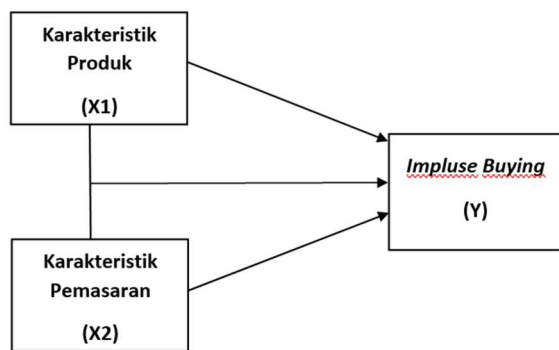 Karakteristik
Produk
(X1)
Impluse Buying
(Y)
Karakteristik
Pemasaran
(X2)